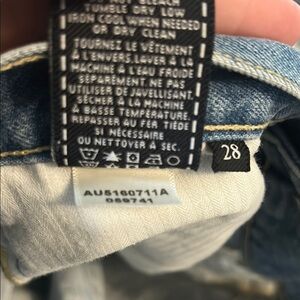 TUMBLE DRY LOW
IRON COOL WHEN NEEDED
OR DRY CLEAN
TOURNEZ LE VÊTEMENT
À L'ENVERS.LAVER À LA
MACHINE À L'EAU FROIDE
SÉPARÉMENT NE PAS
UTILISER DE JAVELLISANT.
SÉCHER À LA MACHINE
À BASSE TEMPÉRATURE.
REPASSER AU FER TIÈDE
SI NÉCESSAIRE
OU NETTOYER À SEC.
28
AU5160711A
059741